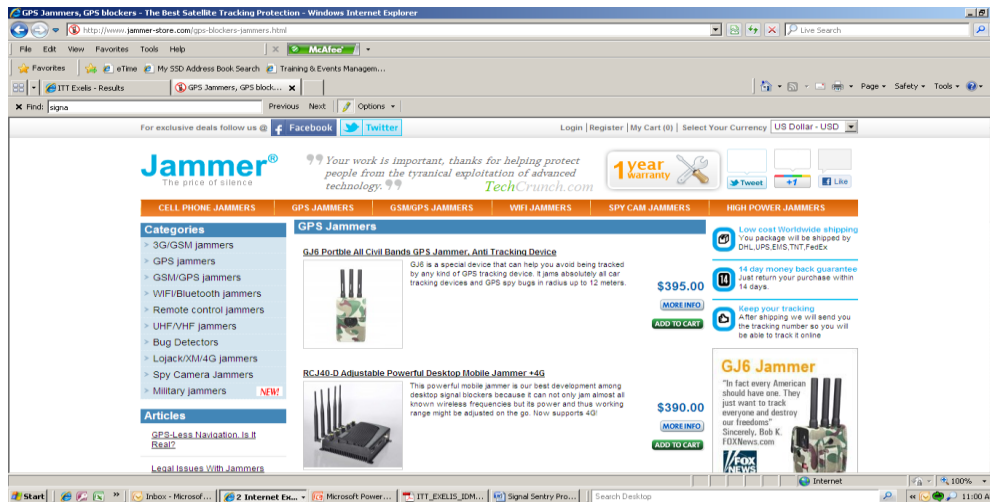 GPS Jammers, GPS blockers - The Best Satellite Tracking Protection - Windows Internet Explorer
http://www.jammer-store.com/gps-blockers-jammers.html
Live Search
File Edit View Favorites Tools Help
McAfee
Favorites eTime My SSD Address Book Search Training & Events Managem...
ITT Exelis - Results
GPS Jammers, GPS block...
Page Safety Tools
Find: signa
Previous Next Options
For exclusive deals follow us @ Facebook Twitter
Login | Register | My Cart (0) | Select Your Currency US Dollar - USD
Jammer®
The price of silence
Your work is important, thanks for helping protect
people from the tyranical exploitation of advanced
technology.
TechCrunch.com
1 year
warranty
Tweet +1 Like
CELL PHONE JAMMERS GPS JAMMERS GSM/GPS JAMMERS WIFI JAMMERS SPY CAM JAMMERS HIGH POWER JAMMERS
Categories
> 3G/GSM jammers
> GPS jammers
> GSM/GPS jammers
> WIFI/Bluetooth jammers
> Remote control jammers
> UHF/VHF jammers
> Bug Detectors
> Lojack/XM/4G jammers
> Spy Camera Jammers
> Military jammers NEW!
Articles
GPS-Less Navigation. Is It
Real?
Legal Issues With Jammers
GPS Jammers
GJ6 Portble All Civil Bands GPS Jammer, Anti Tracking Device
GJ6 is a special device that can help you avoid being tracked
by any kind of GPS tracking device. It jams absolutely all car
tracking devices and GPS spy bugs in radius up to 12 meters.
$395.00
MORE INFO
ADD TO CART
RCJ40-D Adjustable Powerful Desktop Mobile Jammer +4G
This powerful mobile jammer is our best development among
desktop signal blockers because it can not only jam almost all
known wireless frequencies but its power and thus working
range might be adjusted on the go. Now supports 4G!
$390.00
MORE INFO
ADD TO CART
Low cost Worldwide shipping
You package will be shipped by
DHL,UPS,EMS,TNT,FedEx
14
14 day money back guarantee
Just return your purchase within
14 days.
Keep your tracking
After shipping we will send you
the tracking number so you will
be able to track it online
GJ6 Jammer
"In fact every American
should have one. They
just want to track
everyone and destroy
our freedoms"
Sincerely, Bob K.
FOXNews.com
FOX
NEWS
Internet 100%
Start Inbox - Microsof... 2 Internet Ex... Microsoft Power... ITT_EXELIS_IDM... Signal Sentry Pro... Search Desktop 11:00 A